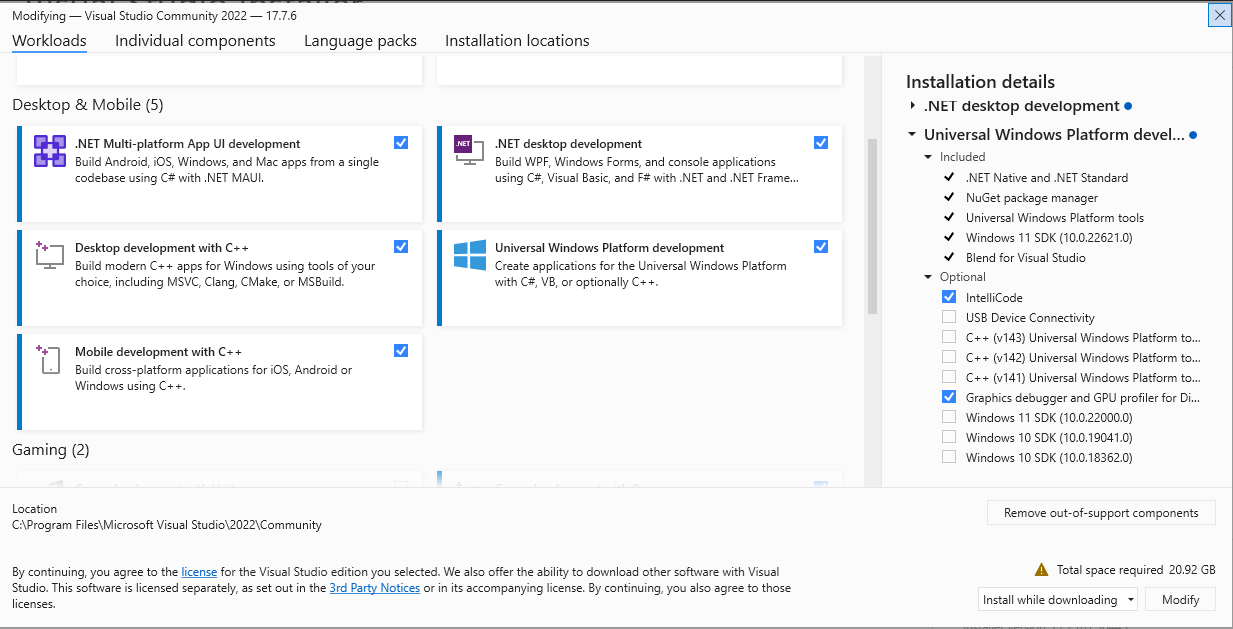 Modifying — Visual Studio Community 2022 — 17.7.6
Workloads Individual components Language packs Installation locations
Desktop & Mobile (5)
.NET Multi-platform App UI development
Build Android, iOS, Windows, and Mac apps from a single
codebase using C# with .NET MAUI.
.NET
.NET desktop development
Build WPF, Windows Forms, and console applications
using C#, Visual Basic, and F# with .NET and .NET Frame...
Desktop development with C++
Build modern C++ apps for Windows using tools of your
choice, including MSVC, Clang, CMake, or MSBuild.
Universal Windows Platform development
Create applications for the Universal Windows Platform
with C#, VB, or optionally C++.
Mobile development with C++
Build cross-platform applications for iOS, Android or
Windows using C++.
Gaming (2)
Installation details
.NET desktop development
Universal Windows Platform devel...
Included
.NET Native and .NET Standard
NuGet package manager
Universal Windows Platform tools
Windows 11 SDK (10.0.22621.0)
Blend for Visual Studio
Optional
IntelliCode
USB Device Connectivity
C++ (v143) Universal Windows Platform to...
C++ (v142) Universal Windows Platform to...
C++ (v141) Universal Windows Platform to...
Graphics debugger and GPU profiler for Di...
Windows 11 SDK (10.0.22000.0)
Windows 10 SDK (10.0.19041.0)
Windows 10 SDK (10.0.18362.0)
Location
C:\Program Files\Microsoft Visual Studio\2022\Community
Remove out-of-support components
By continuing, you agree to the license for the Visual Studio edition you selected. We also offer the ability to download other software with Visual
Studio. This software is licensed separately, as set out in the 3rd Party Notices or in its accompanying license. By continuing, you also agree to those
licenses.
Total space required 20.92 GB
Install while downloading
Modify